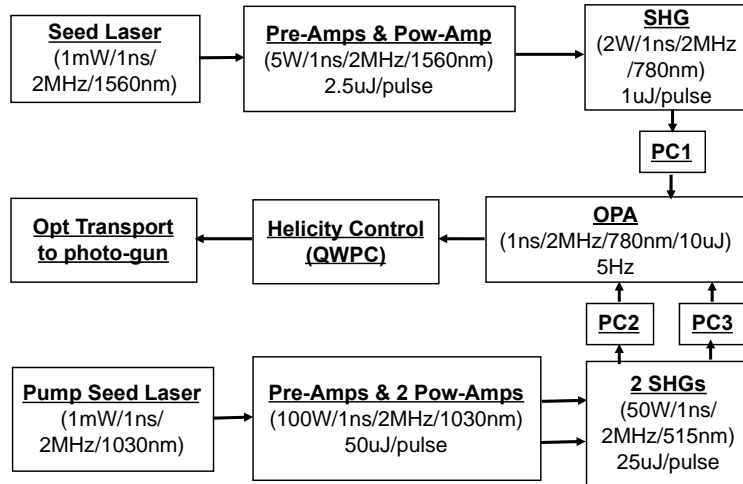 Seed Laser
(1mW/1ns/
2MHz/1560nm)
Pre-Amps & Pow-Amp
(5W/1ns/2MHz/1560nm)
2.5uJ/pulse
SHG
(2W/1ns/2MHz
/780nm)
1uJ/pulse
PC1
Opt Transport
to photo-gun
Helicity Control
(QWPC)
OPA
(1ns/2MHz/780nm/10uJ)
5Hz
PC2
PC3
Pump Seed Laser
(1mW/1ns/
2MHz/1030nm)
Pre-Amps & 2 Pow-Amps
(100W/1ns/2MHz/1030nm)
50uJ/pulse
2 SHGs
(50W/1ns/
2MHz/515nm)
25uJ/pulse